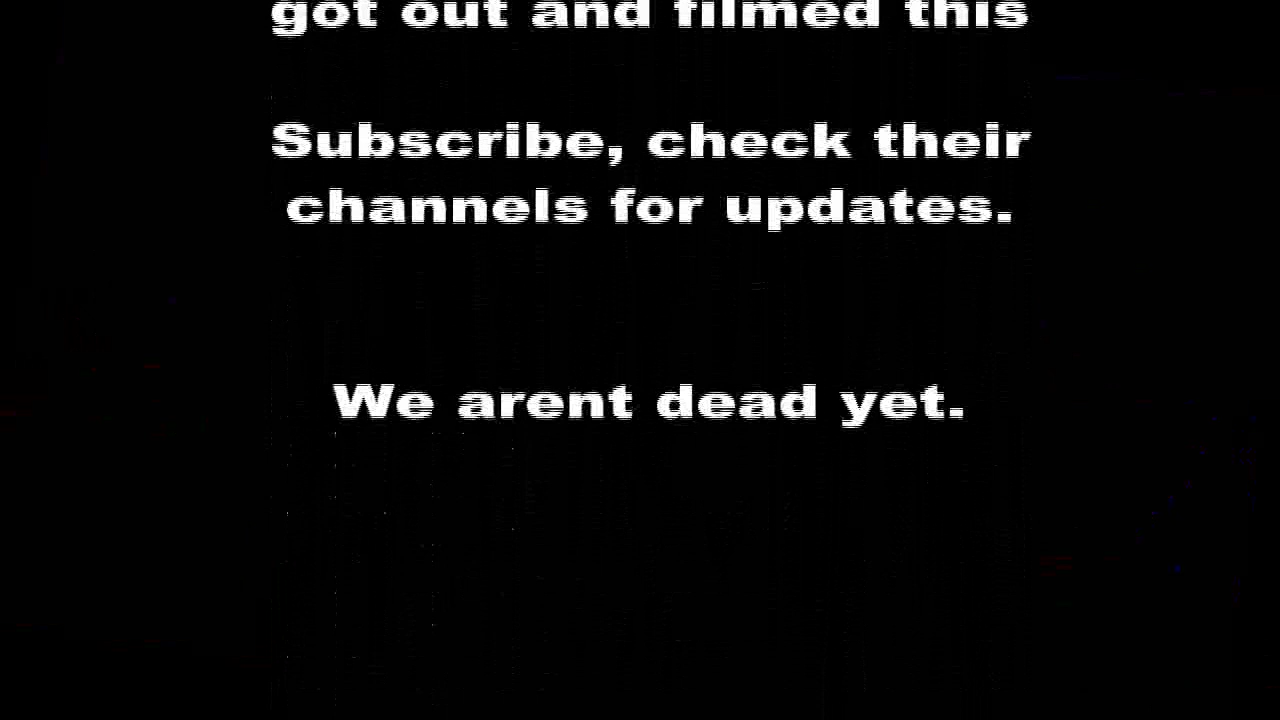 got out and filmed this
Subscribe, check their
channels for updates.
We arent dead yet.